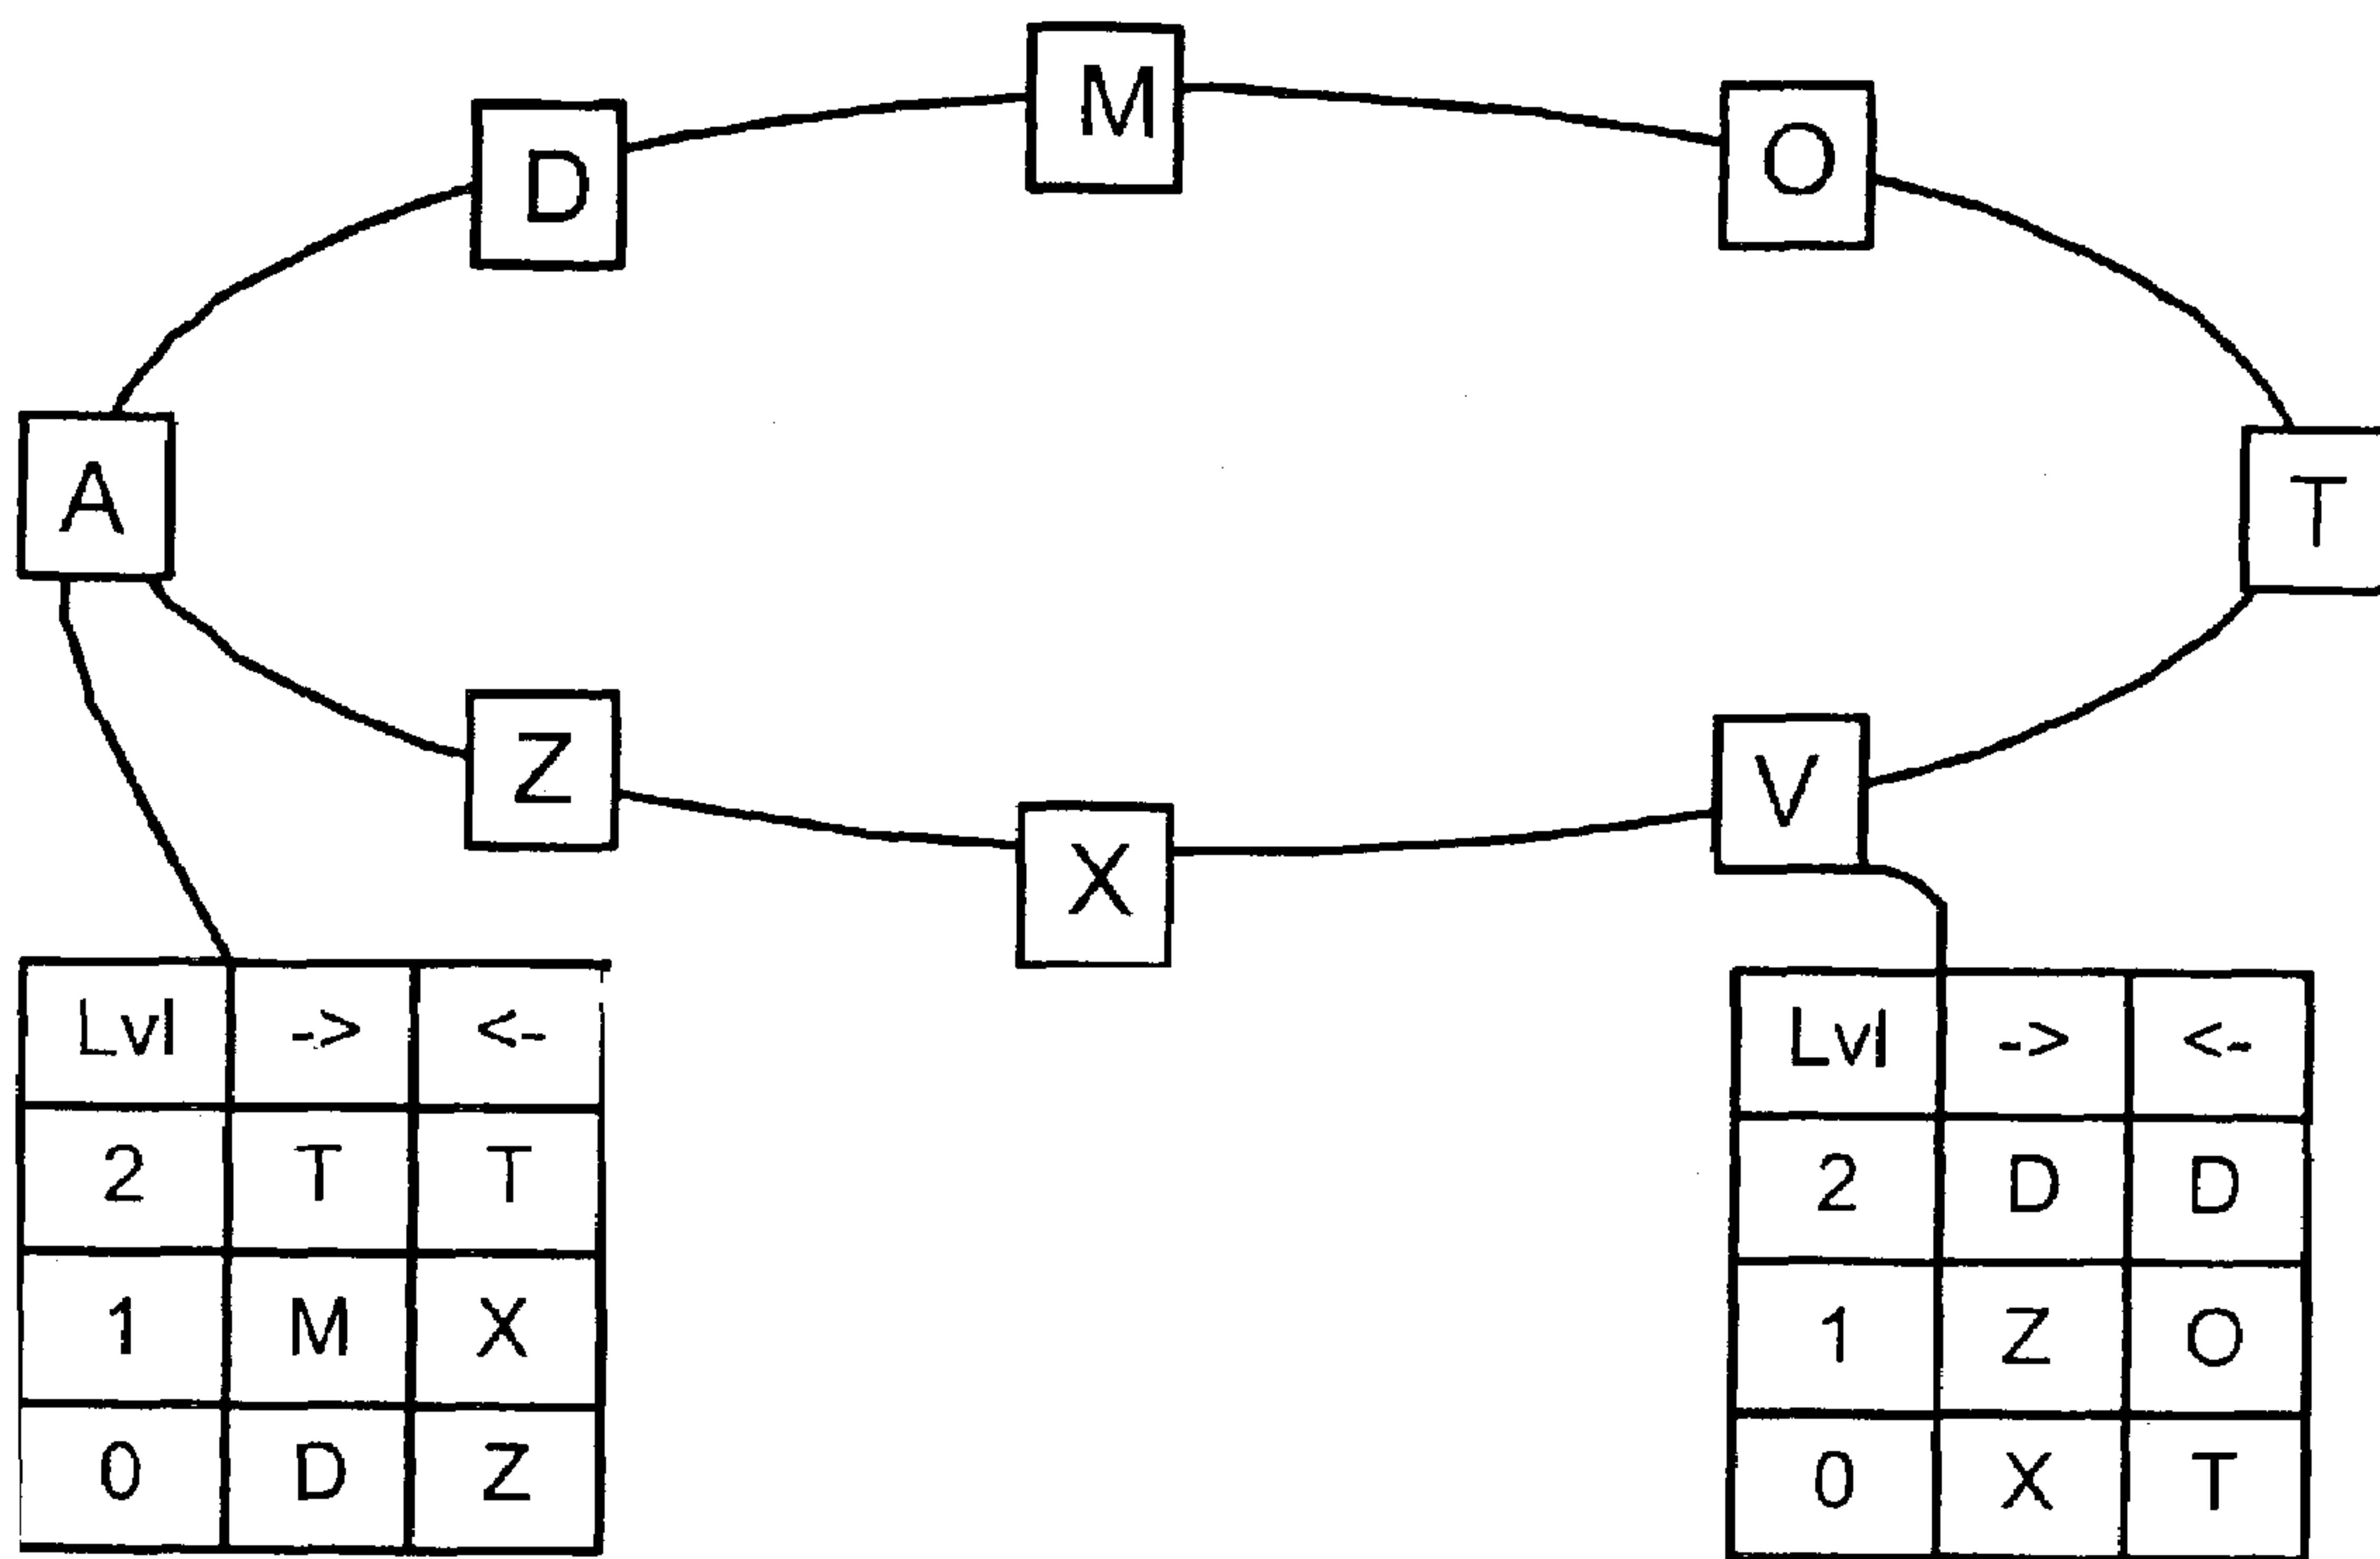 M
O
D
A
T
Z
V
X
Lvl -> <-
2 T T
1 M X
0 D Z
Lvl -> <-
2 D D
1 Z O
0 X T